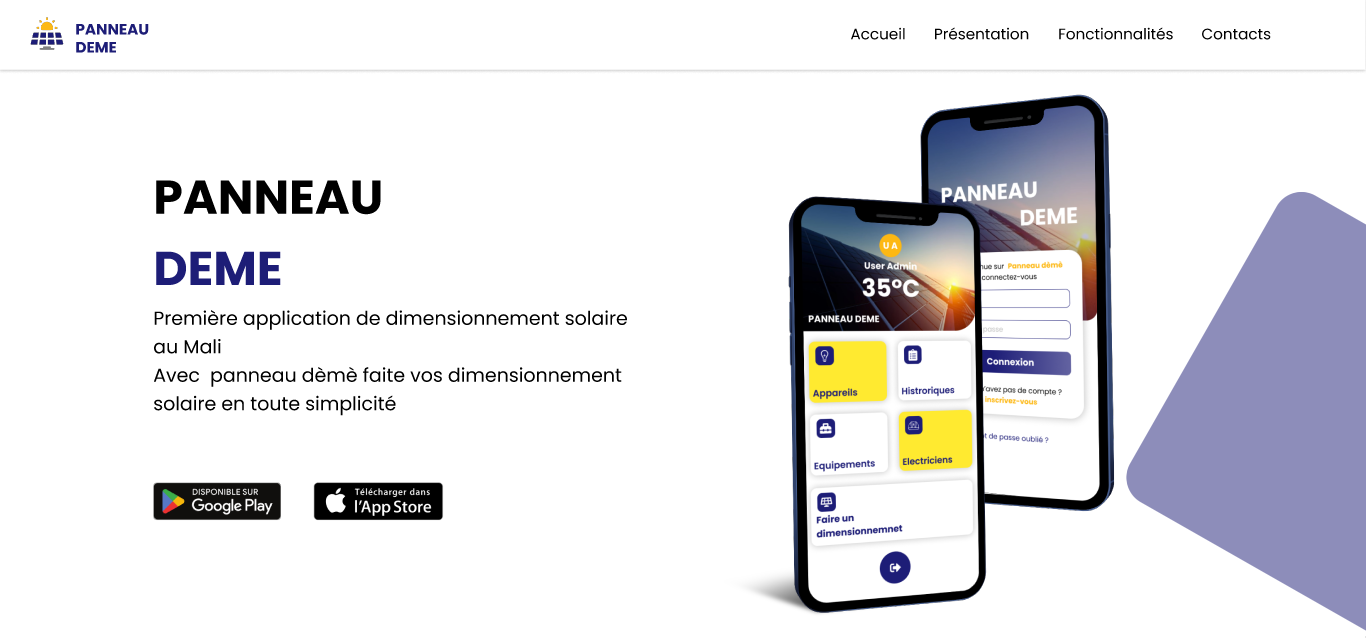 PANNEAU
DEME
Accueil
Présentation
Fonctionnalités
Contacts
PANNEAU
DEME
Première application de dimensionnement solaire
au Mali
Avec panneau dèmè faite vos dimensionnement
solaire en toute simplicité
DISPONIBLE SUR
Google Play
Télécharger dans
l'App Store
U A
User Admin
35°C
PANNEAU DEME
Appareils
Histroriques
Equipements
Electriciens
Faire un
dimensionnemnet
PANNEAU
DEME
nue sur Panneau dèmè
connectez-vous
passe
Connexion
'avez pas de compte ?
inscrivez-vous
t de passe oublié ?